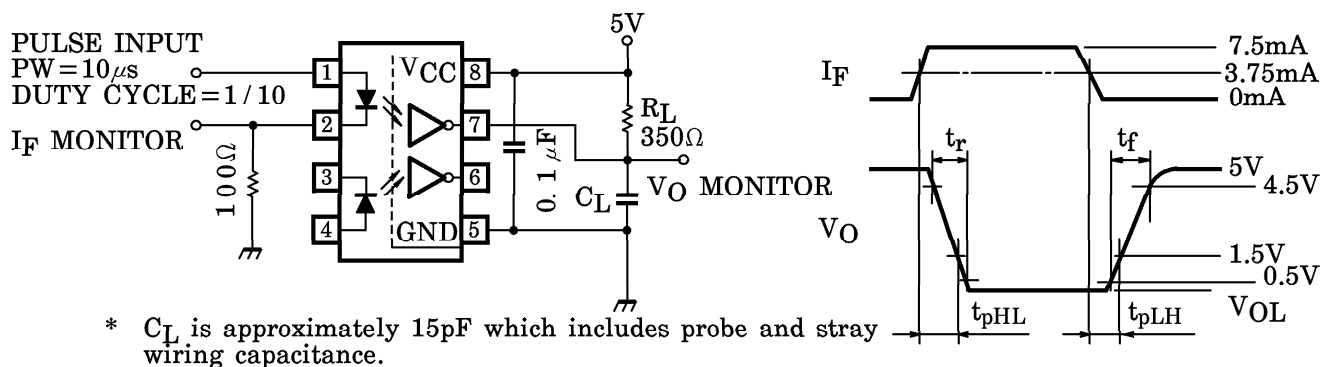 PULSE INPUT
PW=10μs
DUTY CYCLE=1/10
IF MONITOR
100Ω
1
2
3
4
VCC
GND
8
7
6
5
0.1μF
5V
RL
350Ω
CL
VO MONITOR
IF
7.5mA
3.75mA
0mA
tr
tf
VO
5V
4.5V
1.5V
0.5V
VOL
tpHL
tpLH
* CL is approximately 15pF which includes probe and stray
wiring capacitance.